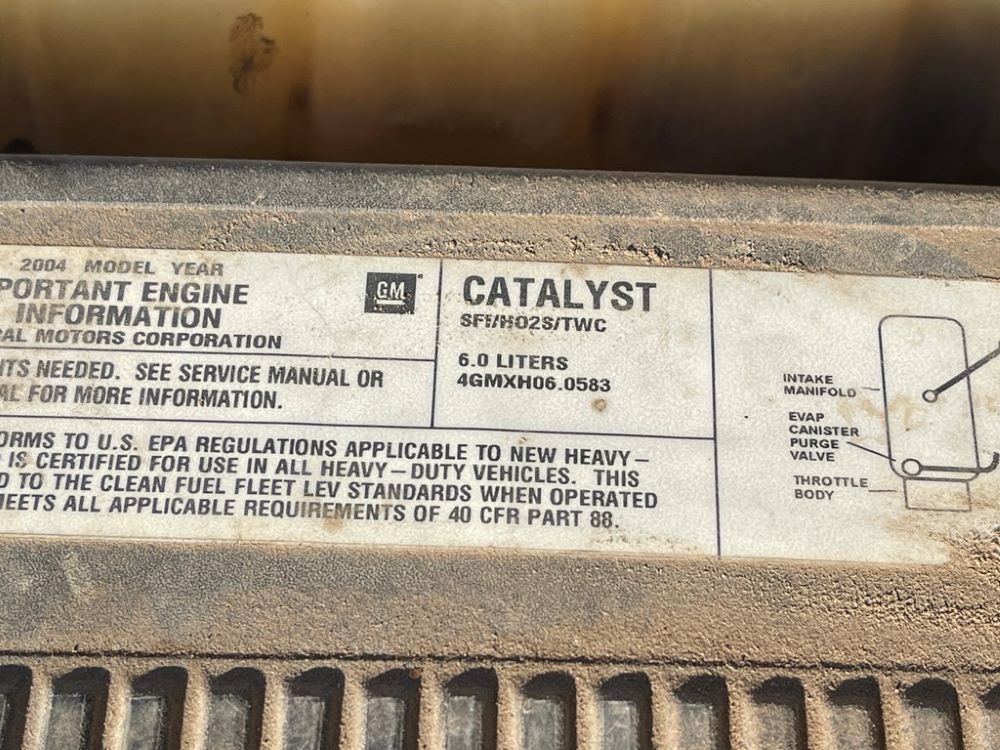 2004 MODEL YEAR
PORTANT ENGINE
INFORMATION
AL MOTORS CORPORATION
GM
CATALYST
SFI/HO2S/TWC
6.0 LITERS
4GMXH06.0583
TS NEEDED. SEE SERVICE MANUAL OR
AL FOR MORE INFORMATION.
ORMS TO U.S. EPA REGULATIONS APPLICABLE TO NEW HEAVY-
IS CERTIFIED FOR USE IN ALL HEAVY-DUTY VEHICLES. THIS
D TO THE CLEAN FUEL FLEET LEV STANDARDS WHEN OPERATED
MEETS ALL APPLICABLE REQUIREMENTS OF 40 CFR PART 88.
INTAKE
MANIFOLD
EVAP
CANISTER
PURGE
VALVE
THROTTLE
BODY